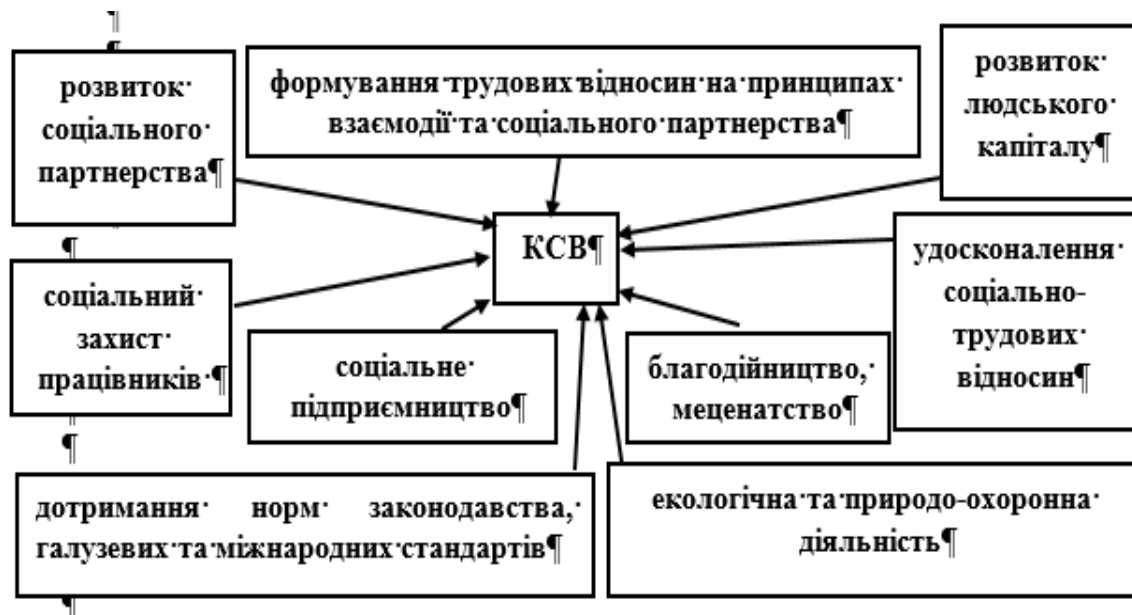 розвиток
соціального
партнерства¶
формування трудових відносин на принципах
взаємодії та соціального партнерства¶
розвиток
людського
капіталу¶
КСВ¶
соціальний
захист
працівників ¶
соціальне
підприємництво¶
благодійництво,
меценатство¶
удосконалення
соціально-
трудових
відносин¶
дотримання норм законодавства,
галузевих та міжнародних стандартів¶
екологічна та природо-охоронна
діяльність¶